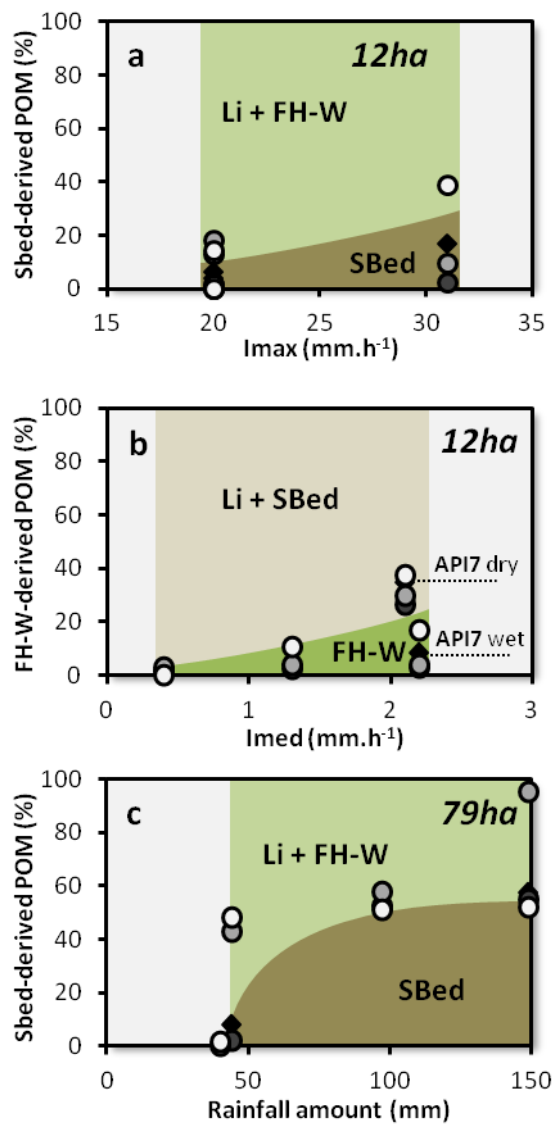 a
12ha
Li + FH-W
SBed
Sbed-derived POM (%)
100
80
60
40
20
0
15 20 25 30 35
Imax (mm.h-1)
b
12ha
Li + SBed
API7 dry
FH-W
API7 wet
FH-W-derived POM (%)
100
80
60
40
20
0
0 1 2 3
Imed (mm.h-1)
c
79ha
Li + FH-W
SBed
Sbed-derived POM (%)
100
80
60
40
20
0
0 50 100 150
Rainfall amount (mm)